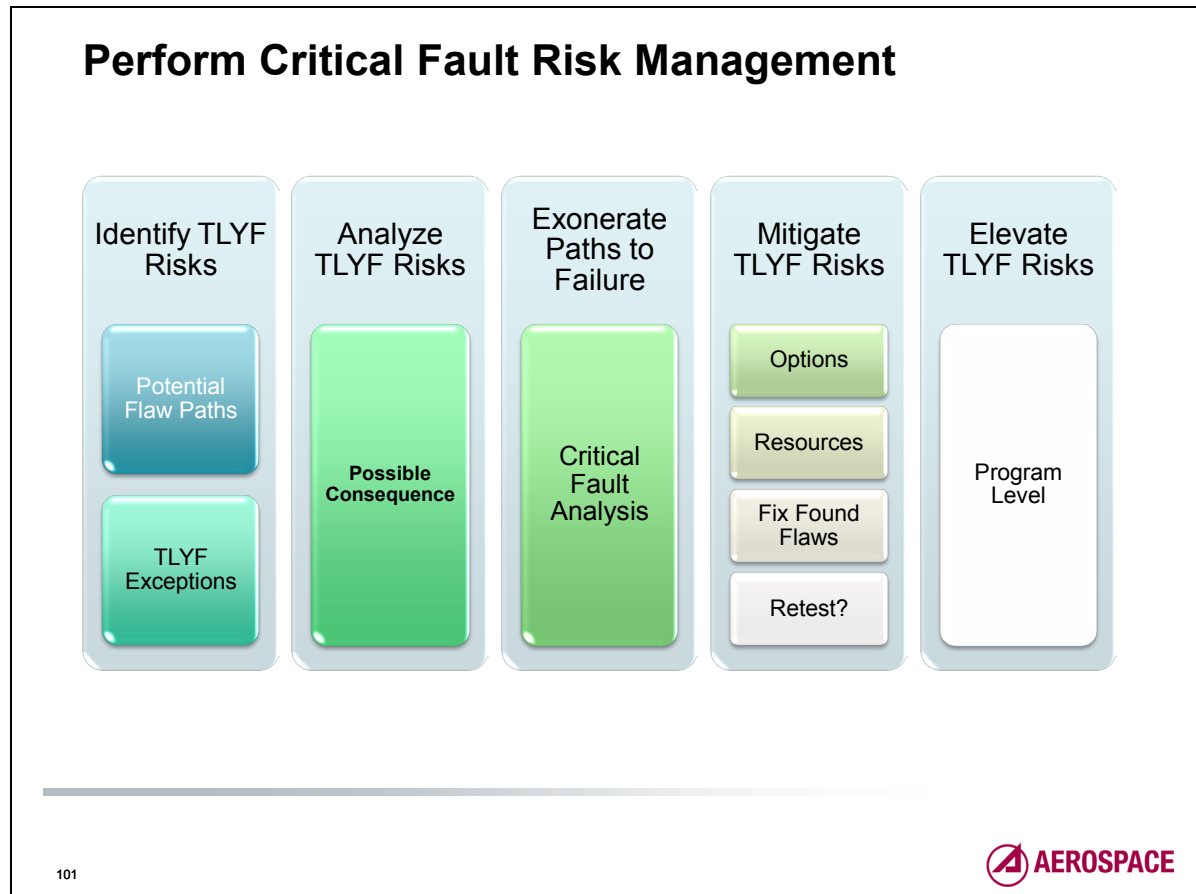 Perform Critical Fault Risk Management
Identify TLYF
Risks
Potential
Flaw Paths
TLYF
Exceptions
Analyze
TLYF Risks
Possible
Consequence
Exonerate
Paths to
Failure
Critical
Fault
Analysis
Mitigate
TLYF Risks
Options
Resources
Fix Found
Flaws
Retest?
Elevate
TLYF Risks
Program
Level
101
AEROSPACE